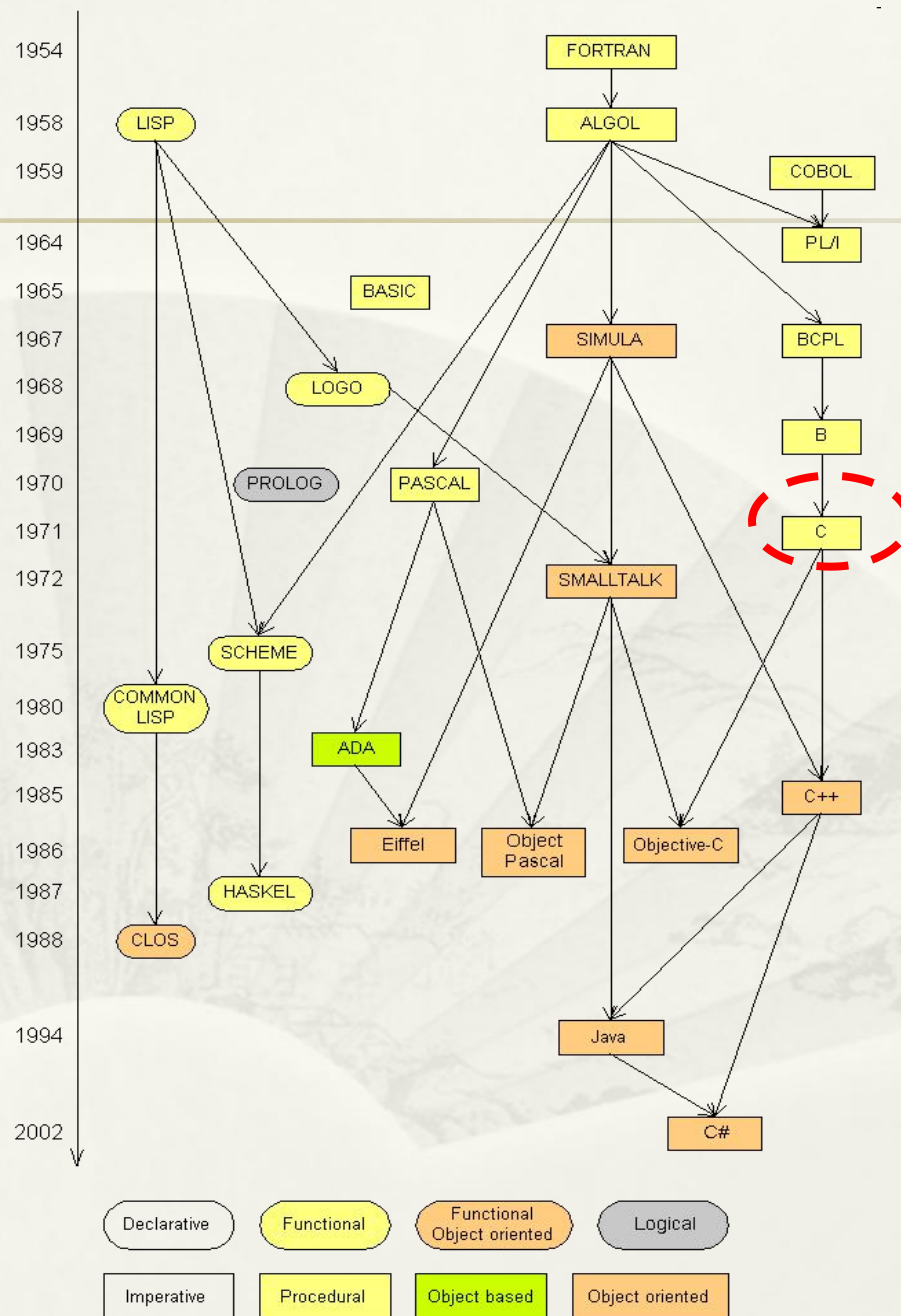 1954
FORTRAN
1958
LISP
ALGOL
1959
COBOL
1964
PL/I
1965
BASIC
1967
SIMULA
BCPL
1968
LOGO
1969
B
1970
PROLOG
PASCAL
1971
C
1972
SMALLTALK
1975
SCHEME
1980
COMMON
LISP
1983
ADA
1985
C++
1986
Eiffel
Object
Pascal
Objective-C
1987
HASKEL
1988
CLOS
1994
Java
2002
C#
Declarative
Functional
Functional
Object oriented
Logical
Imperative
Procedural
Object based
Object oriented